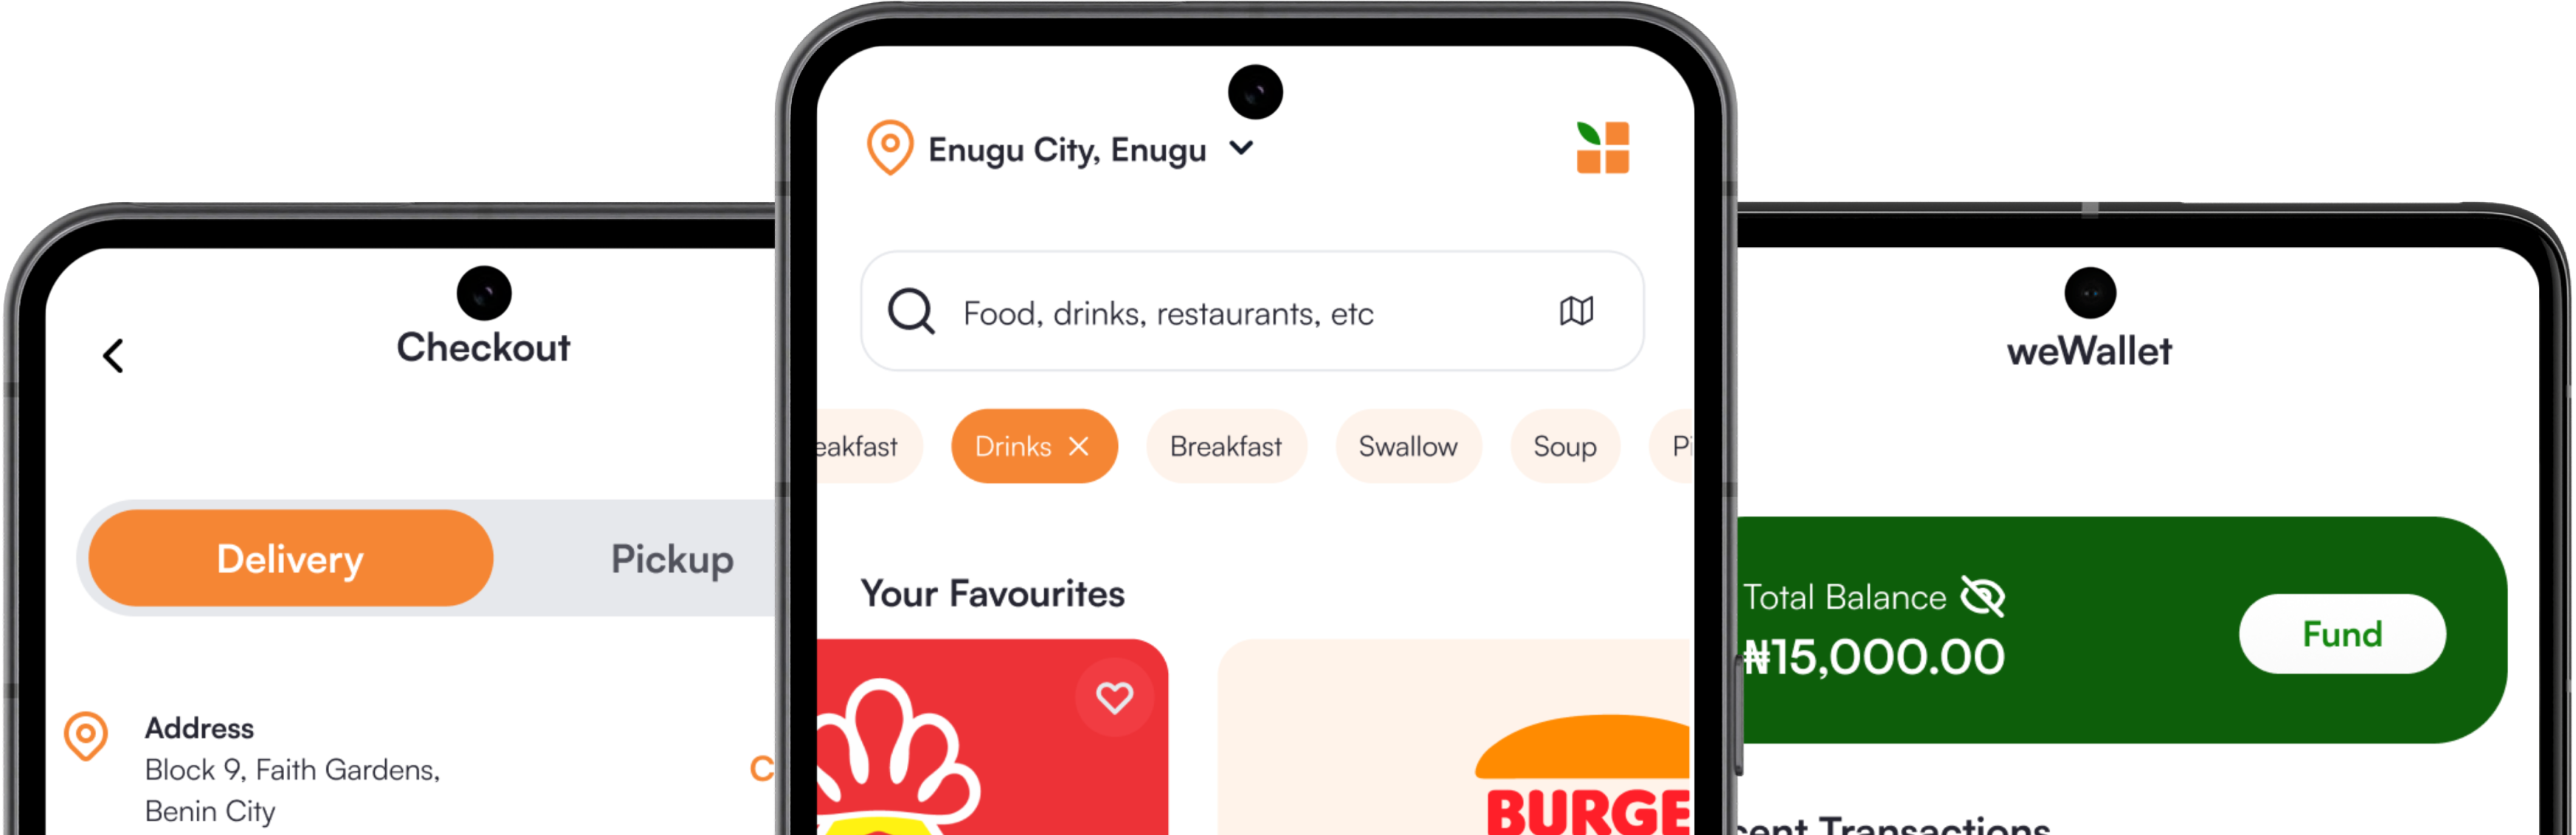 Checkout
Delivery
Pickup
Address
Block 9, Faith Gardens,
Benin City
Enugu City, Enugu
Food, drinks, restaurants, etc
eakfast
Drinks
Breakfast
Swallow
Soup
Your Favourites
BURGE
weWallet
Total Balance
₦15,000.00
Fund
cent Transactions